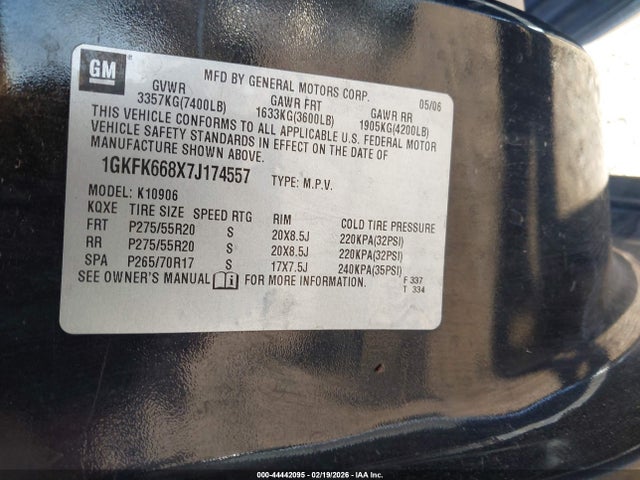 GM
MFD BY GENERAL MOTORS CORP. 05/06
GVWR GAWR FRT GAWR RR
3357KG(7400LB) 1633KG(3600LB) 1905KG(4200LB)
THIS VEHICLE CONFORMS TO ALL APPLICABLE U.S. FEDERAL MOTOR
VEHICLE SAFETY STANDARDS IN EFFECT ON THE DATE OF
MANUFACTURE SHOWN ABOVE.
1GKFK668X7J174557 TYPE: M.P.V.
MODEL: K10906
KQXE TIRE SIZE SPEED RTG RIM COLD TIRE PRESSURE
FRT P275/55R20 S 20X8.5J 220KPA(32PSI)
RR P275/55R20 S 20X8.5J 220KPA(32PSI)
SPA P265/70R17 S 17X7.5J 240KPA(35PSI)
SEE OWNER'S MANUAL FOR MORE INFORMATION. F 337
T 334
000-44442095 - 02/19/2026 - IAA Inc.